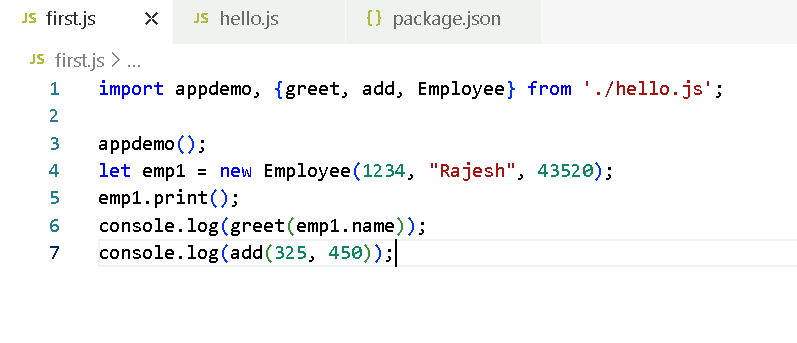 JS first.js × JS hello.js {} package.json
JS first.js > ...
1 import appdemo, {greet, add, Employee} from './hello.js';
2
3 appdemo();
4 let emp1 = new Employee(1234, "Rajesh", 43520);
5 emp1.print();
6 console.log(greet(emp1.name));
7 console.log(add(325, 450));